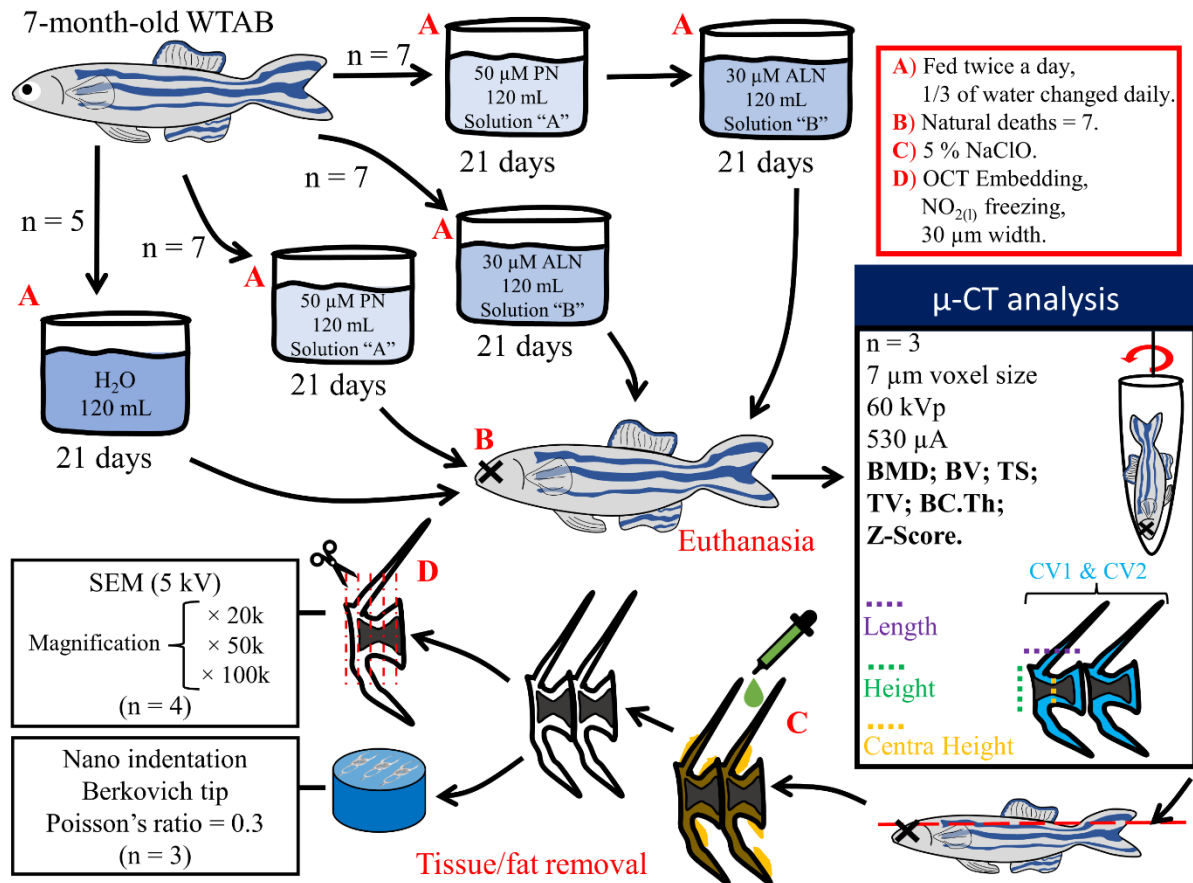 7-month-old WTAB
n = 7
A
50 µM PN
120 mL
Solution “A”
21 days
A
30 µM ALN
120 mL
Solution “B”
21 days
A) Fed twice a day,
1/3 of water changed daily.
B) Natural deaths = 7.
C) 5 % NaClO.
D) OCT Embedding,
NO2(l) freezing,
30 µm width.
n = 7
A
30 µM ALN
120 mL
Solution “B”
21 days
n = 7
A
50 µM PN
120 mL
Solution “A”
21 days
n = 5
A
H2O
120 mL
21 days
B
Euthanasia
µ-CT analysis
n = 3
7 µm voxel size
60 kVp
530 µA
BMD; BV; TS;
TV; BC.Th;
Z-Score.
CV1 & CV2
Length
Height
Centra Height
C
Tissue/fat removal
D
SEM (5 kV)
Magnification
× 20k
× 50k
× 100k
(n = 4)
Nano indentation
Berkovich tip
Poisson’s ratio = 0.3
(n = 3)